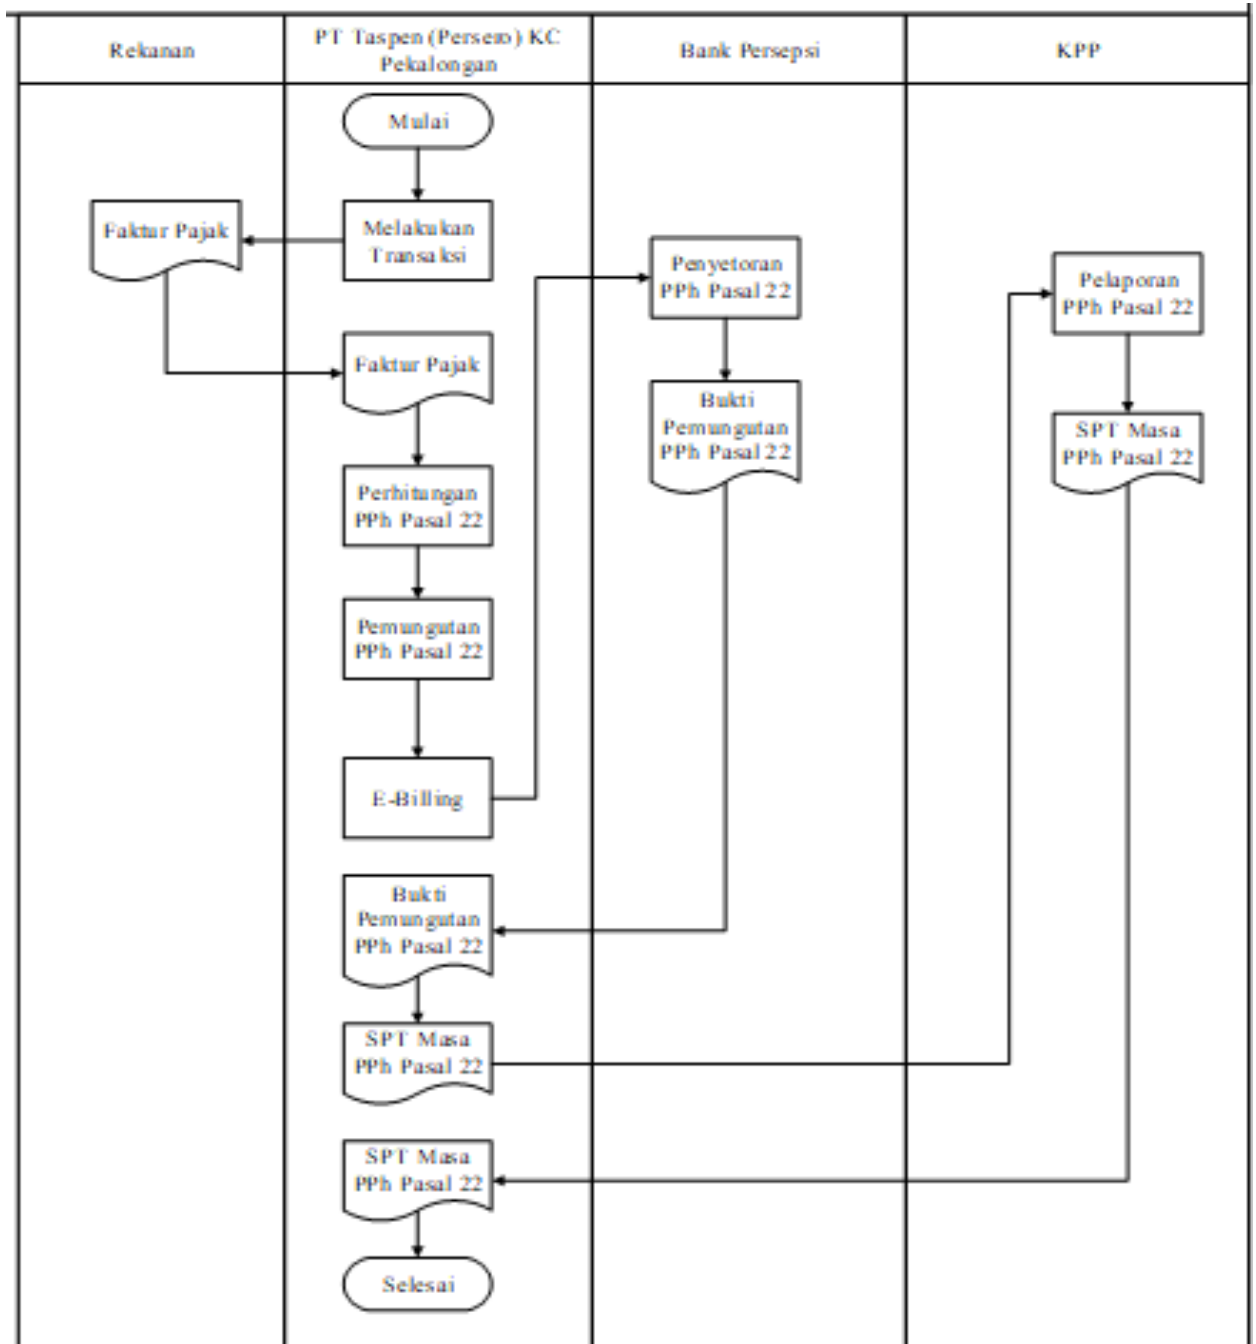 Rekanan
PT Taspen (Persero) KC
Pekalongan
Bank Persepsi
KPP
Mulai
Faktur Pajak
Melakukan
Transaksi
Penyetoran
PPh Pasal 22
Pelaporan
PPh Pasal 22
Faktur Pajak
Bukti
Pemungutan
PPh Pasal 22
SPT Masa
PPh Pasal 22
Perhitungan
PPh Pasal 22
Pemungutan
PPh Pasal 22
E-Billing
Bukti
Pemungutan
PPh Pasal 22
SPT Masa
PPh Pasal 22
SPT Masa
PPh Pasal 22
Selesai